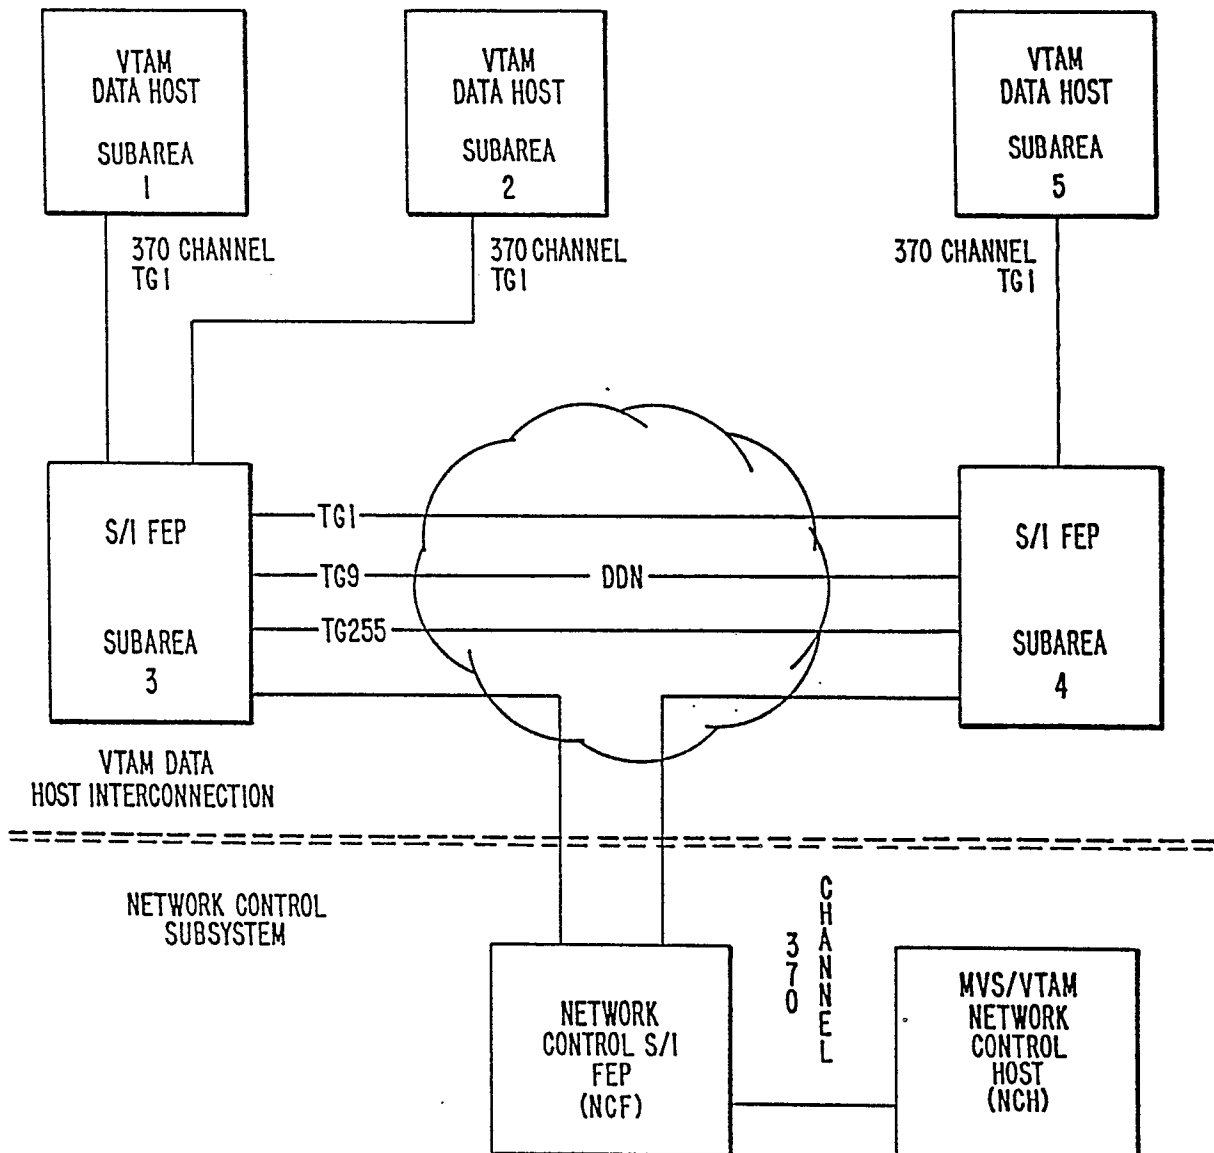 VTAM
DATA HOST
SUBAREA
1
VTAM
DATA HOST
SUBAREA
2
VTAM
DATA HOST
SUBAREA
5
370 CHANNEL
TG1
370 CHANNEL
TG1
370 CHANNEL
TG1
S/I FEP
SUBAREA
3
TG1
TG9
DDN
TG255
S/I FEP
SUBAREA
4
VTAM DATA
HOST INTERCONNECTION
NETWORK CONTROL
SUBSYSTEM
370
CHANNEL
NETWORK
CONTROL S/I
FEP
(NCF)
MVS/VTAM
NETWORK
CONTROL
HOST
(NCH)